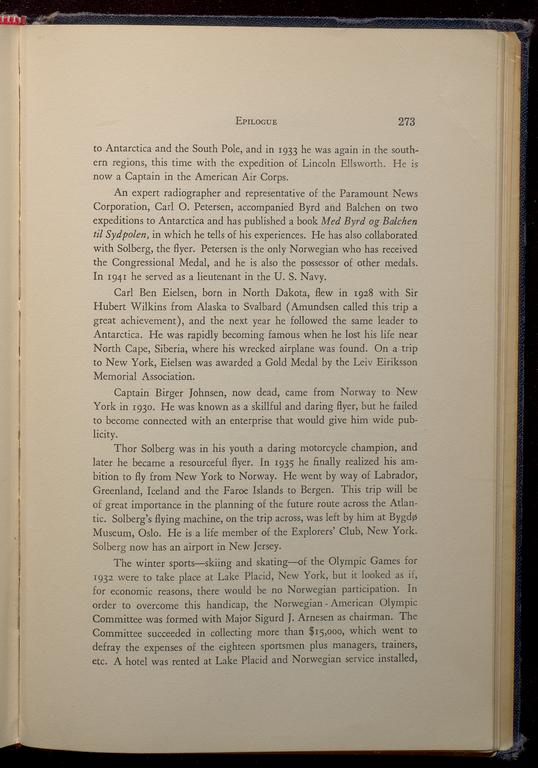 Epilogue 273
to Antarctica and the South Pole, and in 1933 he was again in the south-
ern regions, this time with the expedition of Lincoln Ellsworth. He is
now a Captain in the American Air Corps.
An expert radiographer and representative of the Paramount News
Corporation, Carl O. Petersen, accompanied Byrd and Balchen on two
expeditions to Antarctica and has published a book Med Byrd og Balchen
til Sydpolen, in which he tells of his experiences. He has also collaborated
with Solberg, the flyer. Petersen is the only Norwegian who has received
the Congressional Medal, and he is also the possessor of other medals.
In 1941 he served as a lieutenant in the U. S. Navy.
Carl Ben Eielsen, born in North Dakota, flew in 1928 with Sir
Hubert Wilkins from Alaska to Svalbard (Amundsen called this trip a
great achievement), and the next year he followed the same leader to
Antarctica. He was rapidly becoming famous when he lost his life near
North Cape, Siberia, where his wrecked airplane was found. On a trip
to New York, Eielsen was awarded a Gold Medal by the Leiv Eiriksson
Memorial Association.
Captain Birger Johnsen, now dead, came from Norway to New
York in 1930. He was known as a skillful and daring flyer, but he failed
to become connected with an enterprise that would give him wide pub-
licity.
Thor Solberg was in his youth a daring motorcycle champion, and
later he became a resourceful flyer. In 1935 he finally realized his am-
bition to fly from New York to Norway. He went by way of Labrador,
Greenland, Iceland and the Faroe Islands to Bergen. This trip will be
of great importance in the planning of the future route across the Atlan-
tic. Solberg's flying machine, on the trip across, was left by him at Bygdø
Museum, Oslo. He is a life member of the Explorers' Club, New York.
Solberg now has an airport in New Jersey.
The winter sports—skiing and skating—of the Olympic Games for
1932 were to take place at Lake Placid, New York, but it looked as if,
for economic reasons, there would be no Norwegian participation. In
order to overcome this handicap, the Norwegian-American Olympic
Committee was formed with Major Sigurd J. Arnesen as chairman. The
Committee succeeded in collecting more than $15,000, which went to
defray the expenses of the eighteen sportsmen plus managers, trainers,
etc. A hotel was rented at Lake Placid and Norwegian service installed,